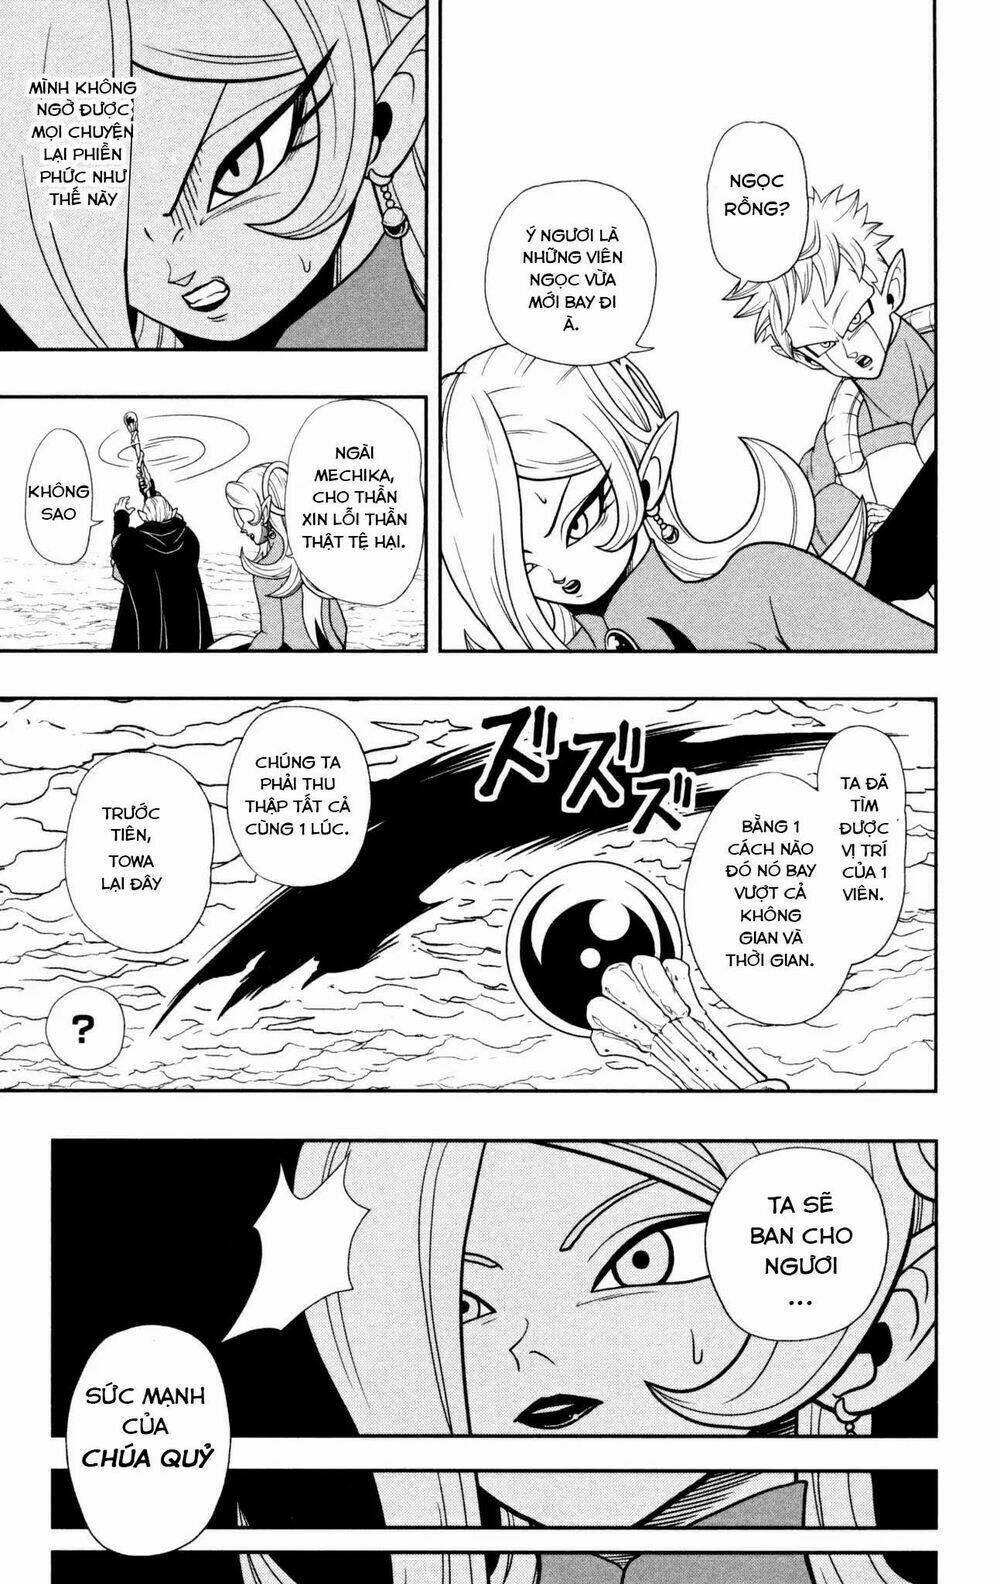 NGỌC
RỒNG?
Ý NGƯƠI LÀ
NHỮNG VIÊN
NGỌC VỪA
MỚI BAY ĐI
À.
MÌNH KHÔNG
NGỜ ĐƯỢC
MỌI CHUYỆN
LẠI PHIỀN
PHỨC NHƯ
THẾ NÀY
NGÀI
MECHIKA,
CHO THẦN
XIN LỖI THẦN
THẬT TỆ HẠI.
KHÔNG
SAO
TA ĐÃ
TÌM
ĐƯỢC
VỊ TRÍ
CỦA 1
VIÊN.
BẰNG 1
CÁCH NÀO
ĐÓ NÓ BAY
VƯỢT CẢ
KHÔNG
GIAN VÀ
THỜI GIAN.
ズズズ
CHÚNG TA
PHẢI THU
THẬP TẤT CẢ
CÙNG 1 LÚC.
TRƯỚC
TIÊN,
TOWA
LẠI ĐÂY
?
TA SẼ
BAN CHO
NGƯƠI
...
SỨC MẠNH
CỦA
CHÚA QUỶ